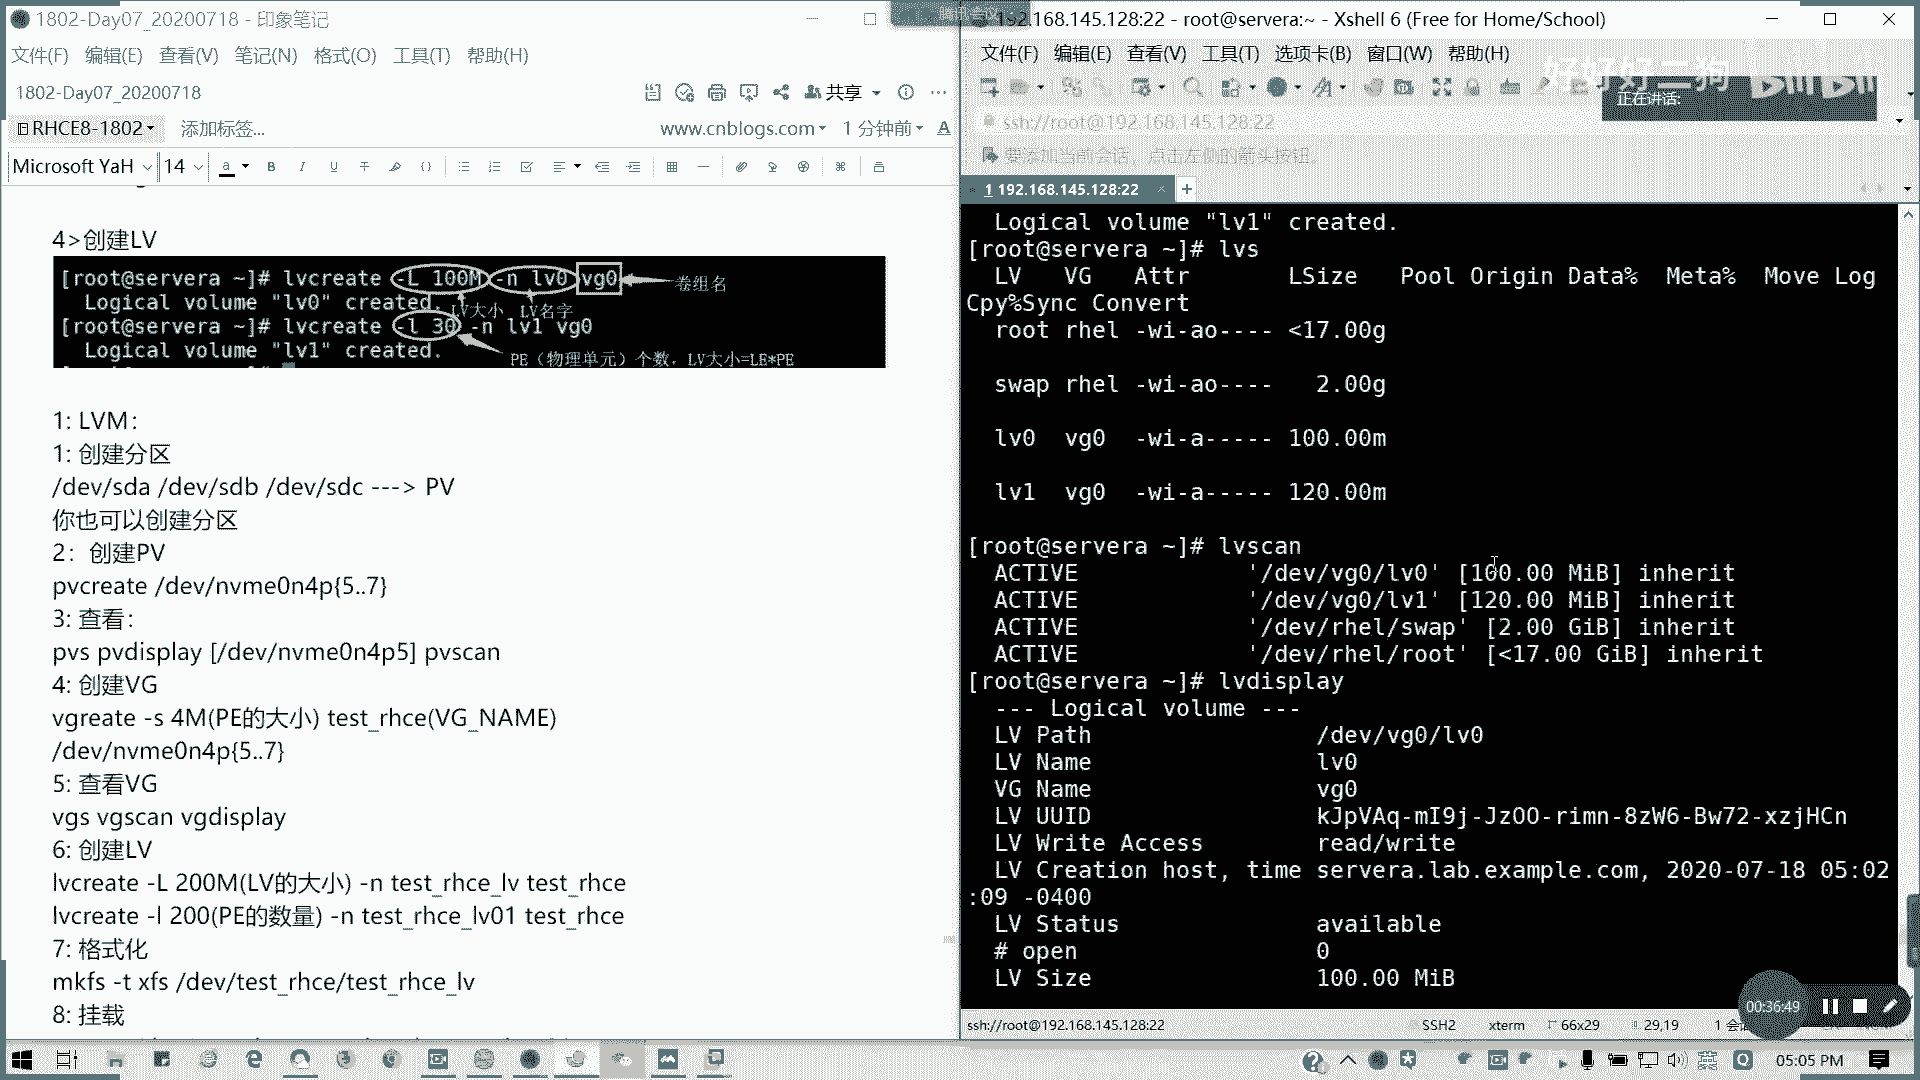 1802-Day07_20200718 - 印象笔记
文件(F) 编辑(E) 查看(V) 笔记(N) 格式(O) 工具(T) 帮助(H)
1802-Day07_20200718
共享
RHCE8-1802
添加标签...
www.cnblogs.com
1 分钟前
Microsoft YaH
14
4>创建LV
[root@servera ~]# lvcreate -L 100M -n lv0 vg0
卷组名
Logical volume "lv0" created.
LV大小 LV名字
[root@servera ~]# lvcreate -l 30 -n lv1 vg0
Logical volume "lv1" created.
PE（物理单元）个数，LV大小=LE*PE
1: LVM：
1: 创建分区
/dev/sda /dev/sdb /dev/sdc ---> PV
你也可以创建分区
2：创建PV
pvcreate /dev/nvme0n4p{5..7}
3: 查看：
pvs pvdisplay [/dev/nvme0n4p5] pvscan
4: 创建VG
vgreate -s 4M(PE的大小) test_rhce(VG_NAME)
/dev/nvme0n4p{5..7}
5: 查看VG
vgs vgscan vgdisplay
6: 创建LV
lvcreate -L 200M(LV的大小) -n test_rhce_lv test_rhce
lvcreate -l 200(PE的数量) -n test_rhce_lv01 test_rhce
7: 格式化
mkfs -t xfs /dev/test_rhce/test_rhce_lv
8: 挂载
192.168.145.128:22 - root@servera:~ - Xshell 6 (Free for Home/School)
文件(F) 编辑(E) 查看(V) 工具(T) 选项卡(B) 窗口(W) 帮助(H)
好好好二狗
正在讲话:
ssh://root@192.168.145.128:22
要添加当前会话，点击左侧的箭头按钮。
1 192.168.145.128:22
Logical volume "lv1" created.
[root@servera ~]# lvs
LV VG Attr LSize Pool Origin Data% Meta% Move Log
Cpy%Sync Convert
root rhel -wi-ao---- <17.00g
swap rhel -wi-ao---- 2.00g
lv0 vg0 -wi-a----- 100.00m
lv1 vg0 -wi-a----- 120.00m
[root@servera ~]# lvscan
ACTIVE '/dev/vg0/lv0' [100.00 MiB] inherit
ACTIVE '/dev/vg0/lv1' [120.00 MiB] inherit
ACTIVE '/dev/rhel/swap' [2.00 GiB] inherit
ACTIVE '/dev/rhel/root' [<17.00 GiB] inherit
[root@servera ~]# lvdisplay
--- Logical volume ---
LV Path /dev/vg0/lv0
LV Name lv0
VG Name vg0
LV UUID kJpVAq-mI9j-JzOO-rimn-8zW6-Bw72-xzjHCn
LV Write Access read/write
LV Creation host, time servera.lab.example.com, 2020-07-18 05:02
:09 -0400
LV Status available
# open 0
LV Size 100.00 MiB
00:36:49
ssh://root@192.168.145.128:22
SSH2 xterm 66x29 29,19
05:05 PM